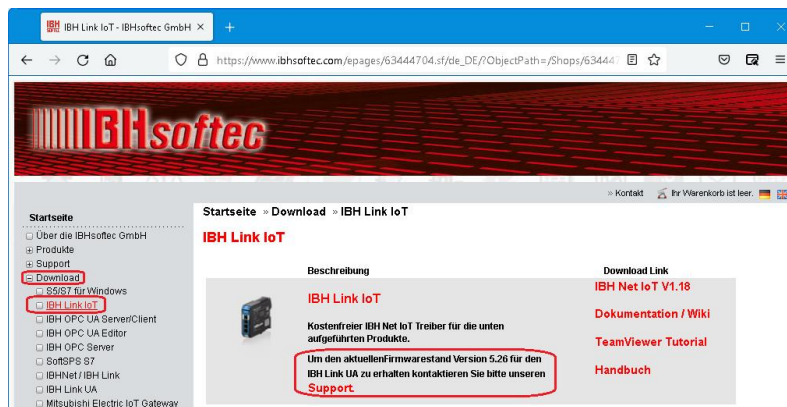 IBH softec IBH Link IoT - IBHsoftec GmbH
https://www.ibhsoftec.com/epages/63444704.sf/de_DE/?ObjectPath=/Shops/63444
IBHsoftec
» Kontakt Ihr Warenkorb ist leer.
Startseite
Über die IBHsoftec GmbH
Produkte
Support
Download
S5/S7 für Windows
IBH Link IoT
IBH OPC UA Server/Client
IBH OPC UA Editor
IBH OPC Server
SoftSPS S7
IBHNet / IBH Link
IBH Link UA
Mitsubishi Electric IoT Gateway
Startseite » Download » IBH Link IoT
IBH Link IoT
Beschreibung Download Link
IBH Link IoT
Kostenfreier IBH Net IoT Treiber für die unten
aufgeführten Produkte.
Um den aktuellenFirmwarestand Version 5.26 für den
IBH Link UA zu erhalten kontaktieren Sie bitte unseren
Support.
IBH Net IoT V1.18
Dokumentation / Wiki
TeamViewer Tutorial
Handbuch